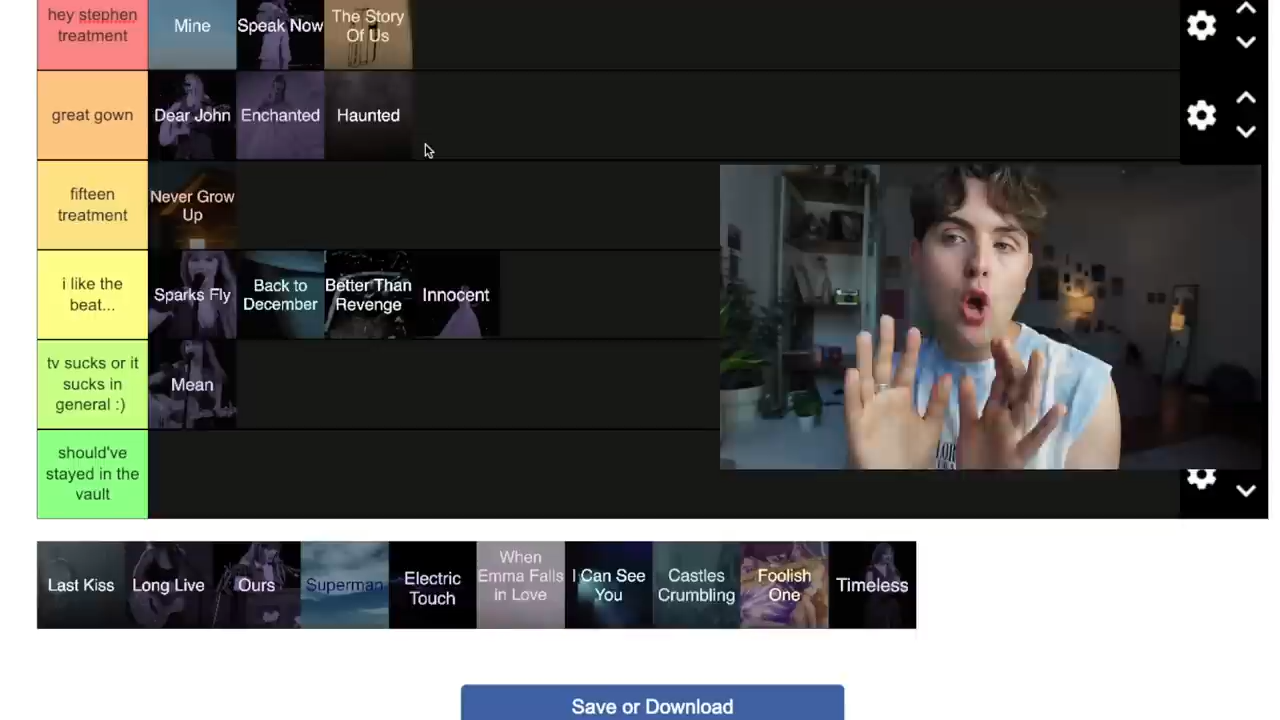 hey stephen
treatment
Mine
Speak Now
The Story
Of Us
great gown
Dear John
Enchanted
Haunted
fifteen
treatment
Never Grow
Up
i like the
beat...
Sparks Fly
Back to
December
Better Than
Revenge
Innocent
tv sucks or it
sucks in
general :)
Mean
should've
stayed in the
vault
Last Kiss
Long Live
Ours
Superman
Electric
Touch
When
Emma Falls
in Love
I Can See
You
Castles
Crumbling
Foolish
One
Timeless
Save or Download